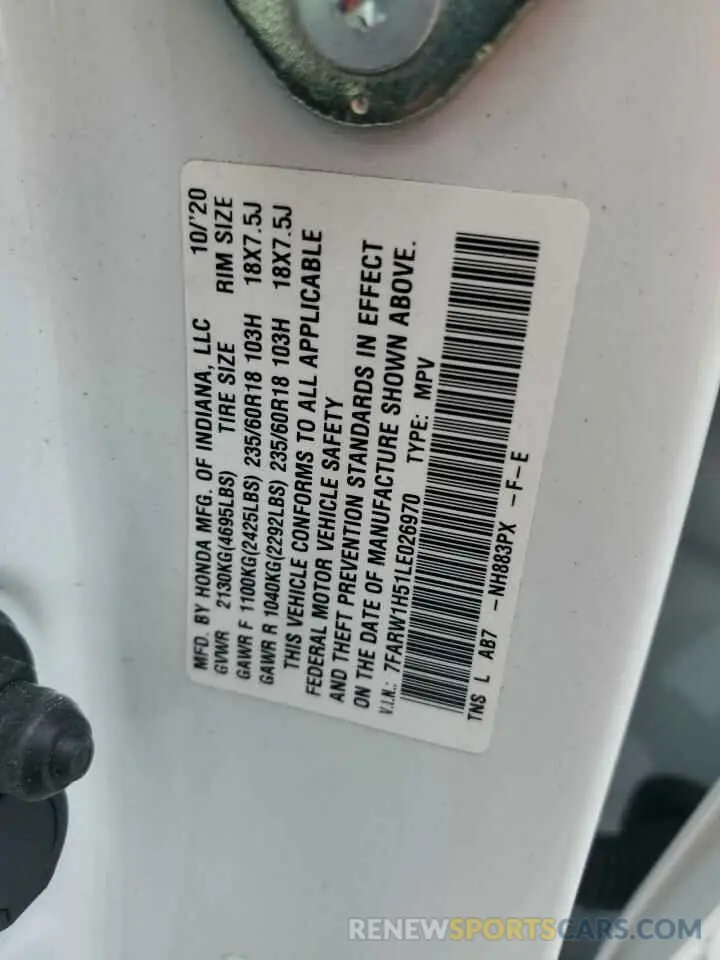 MFD. BY HONDA MFG. OF INDIANA, LLC 10/'20
GVWR 2130KG(4695LBS) TIRE SIZE RIM SIZE
GAWR F 1100KG(2425LBS) 235/60R18 103H 18X7.5J
GAWR R 1040KG(2292LBS) 235/60R18 103H 18X7.5J
THIS VEHICLE CONFORMS TO ALL APPLICABLE
FEDERAL MOTOR VEHICLE SAFETY
AND THEFT PREVENTION STANDARDS IN EFFECT
ON THE DATE OF MANUFACTURE SHOWN ABOVE.
V.I.N.: 7FARW1H51LE026970 TYPE: MPV
TNS L AB7 -NH883PX -F-E
RENEWSPORTSCARS.COM